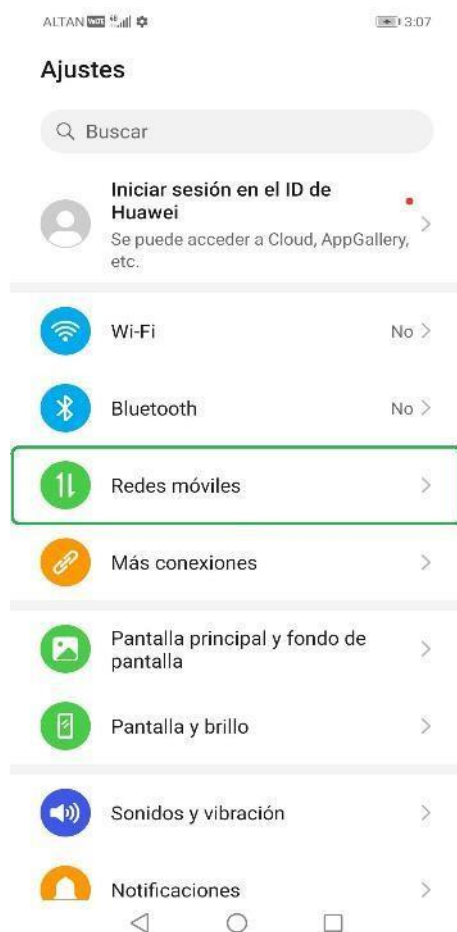 ALTAN VoLTE 3:07
Ajustes
Buscar
Iniciar sesión en el ID de
Huawei
Se puede acceder a Cloud, AppGallery,
etc.
Wi-Fi No
Bluetooth No
Redes móviles
Más conexiones
Pantalla principal y fondo de
pantalla
Pantalla y brillo
Sonidos y vibración
Notificaciones